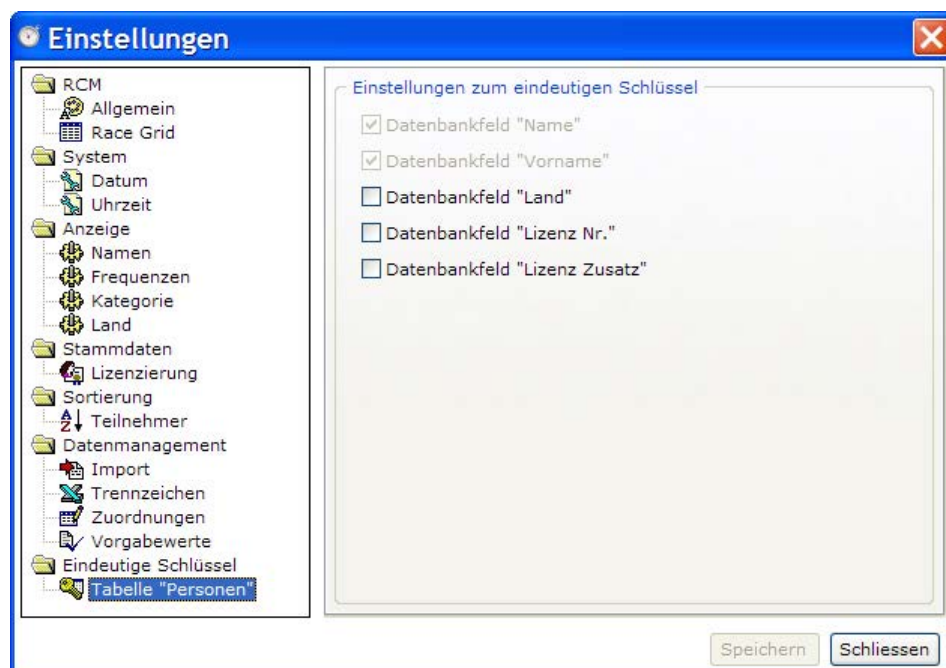 Einstellungen
RCM
Allgemein
Race Grid
System
Datum
Uhrzeit
Anzeige
Namen
Frequenzen
Kategorie
Land
Stammdaten
Lizenzierung
Sortierung
Teilnehmer
Datenmanagement
Import
Trennzeichen
Zuordnungen
Vorgabewerte
Eindeutige Schlüssel
Tabelle "Personen"
Einstellungen zum eindeutigen Schlüssel
Datenbankfeld "Name"
Datenbankfeld "Vorname"
Datenbankfeld "Land"
Datenbankfeld "Lizenz Nr."
Datenbankfeld "Lizenz Zusatz"
Speichern
Schliessen